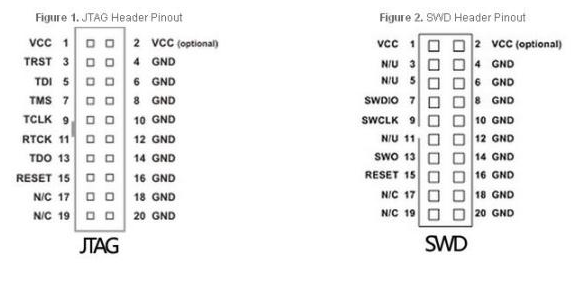 Figure 1. JTAG Header Pinout
VCC 1 2 VCC (optional)
TRST 3 4 GND
TDI 5 6 GND
TMS 7 8 GND
TCLK 9 10 GND
RTCK 11 12 GND
TDO 13 14 GND
RESET 15 16 GND
N/C 17 18 GND
N/C 19 20 GND
JTAG
Figure 2. SWD Header Pinout
VCC 1 2 VCC (optional)
N/U 3 4 GND
N/U 5 6 GND
SWDIO 7 8 GND
SWCLK 9 10 GND
N/U 11 12 GND
SWO 13 14 GND
RESET 15 16 GND
N/C 17 18 GND
N/C 19 20 GND
SWD